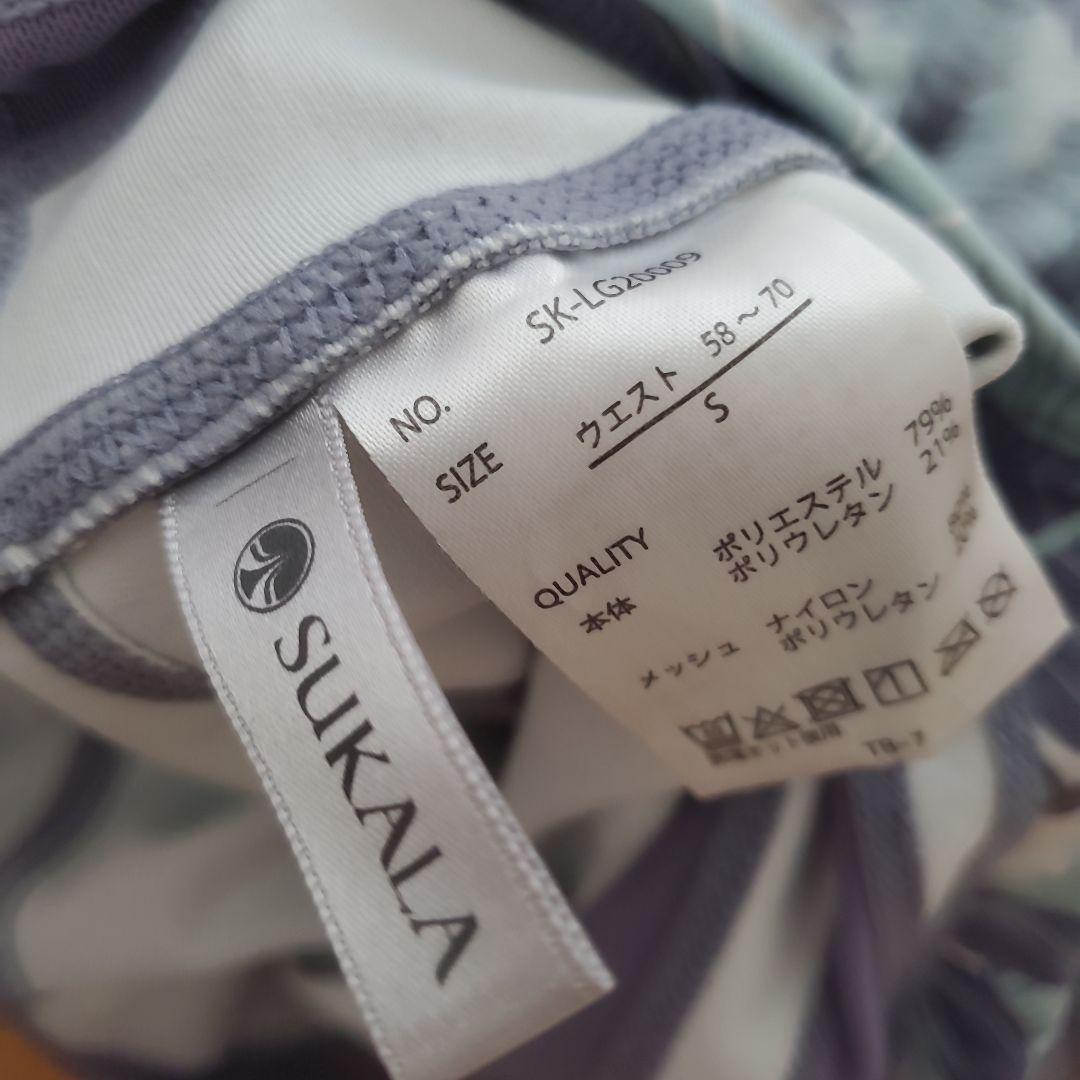 NO. SK-LG20009
SIZE ウエスト 58～70
S
QUALITY
本体 ポリエステル 79%
ポリウレタン 21%
メッシュ ナイロン
ポリウレタン
TB-7
SUKALA